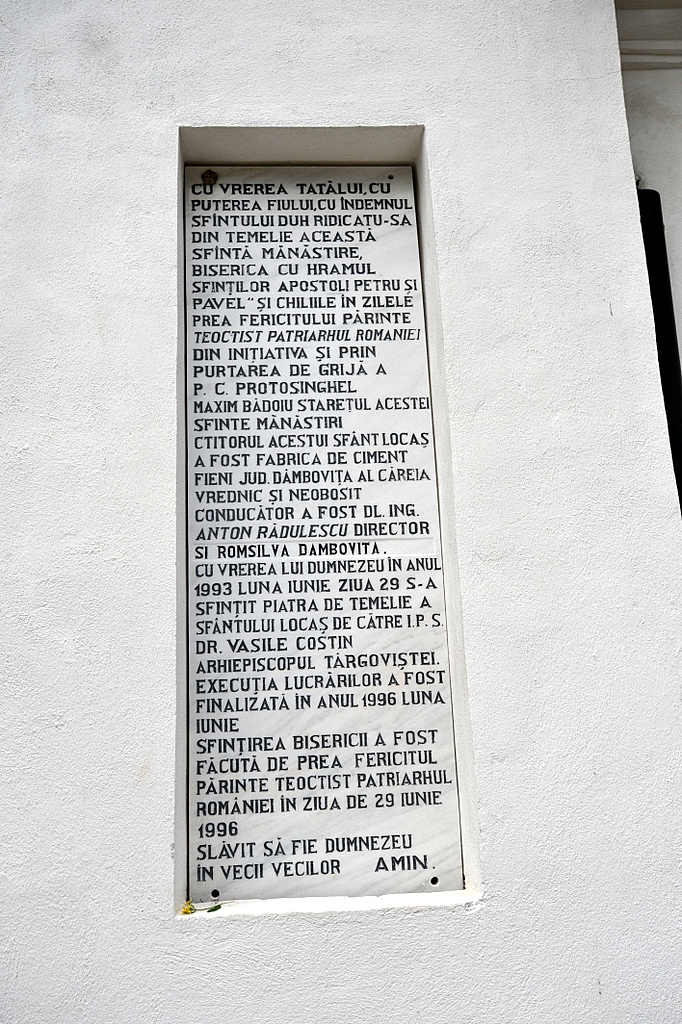 CU VREREA TATĂLUI, CU
PUTEREA FIULUI, CU ÎNDEMNUL
SFÎNTULUI DUH RIDICATU-SA
DIN TEMELIE ACEASTĂ
SFÎNTĂ MĂNĂSTIRE,
BISERICA CU HRAMUL
SFINȚILOR APOSTOLI PETRU ȘI
PAVEL" ȘI CHILIILE ÎN ZILELE
PREA FERICITULUI PĂRINTE
TEOCTIST PATRIARHUL ROMANIEI
DIN INIȚIATIVA ȘI PRIN
PURTAREA DE GRIJĂ A
P. C. PROTOSINGHEL
MAXIM BĂDOIU STAREȚUL ACESTEI
SFINTE MĂNĂSTIRI
CTITORUL ACESTUI SFÂNT LOCAȘ
A FOST FABRICA DE CIMENT
FIENI JUD. DÂMBOVIȚA AL CĂREIA
VREDNIC ȘI NEOBOSIT
CONDUCĂTOR A FOST DL. ING.
ANTON RĂDULESCU DIRECTOR
SI ROMSILVA DAMBOVITA.
CU VREREA LUI DUMNEZEU ÎN ANUL
1993 LUNA IUNIE ZIUA 29 S-A
SFINȚIT PIATRA DE TEMELIE A
SFÂNTULUI LOCAȘ DE CĂTRE I.P. S.
DR. VASILE COSTIN
ARHIEPISCOPUL TÂRGOVIȘTEI.
EXECUȚIA LUCRĂRILOR A FOST
FINALIZATĂ ÎN ANUL 1996 LUNA
IUNIE
SFINȚIREA BISERICII A FOST
FĂCUTĂ DE PREA FERICITUL
PĂRINTE TEOCTIST PATRIARHUL
ROMÂNIEI ÎN ZIUA DE 29 IUNIE
1996
SLĂVIT SĂ FIE DUMNEZEU
ÎN VECII VECILOR AMIN.